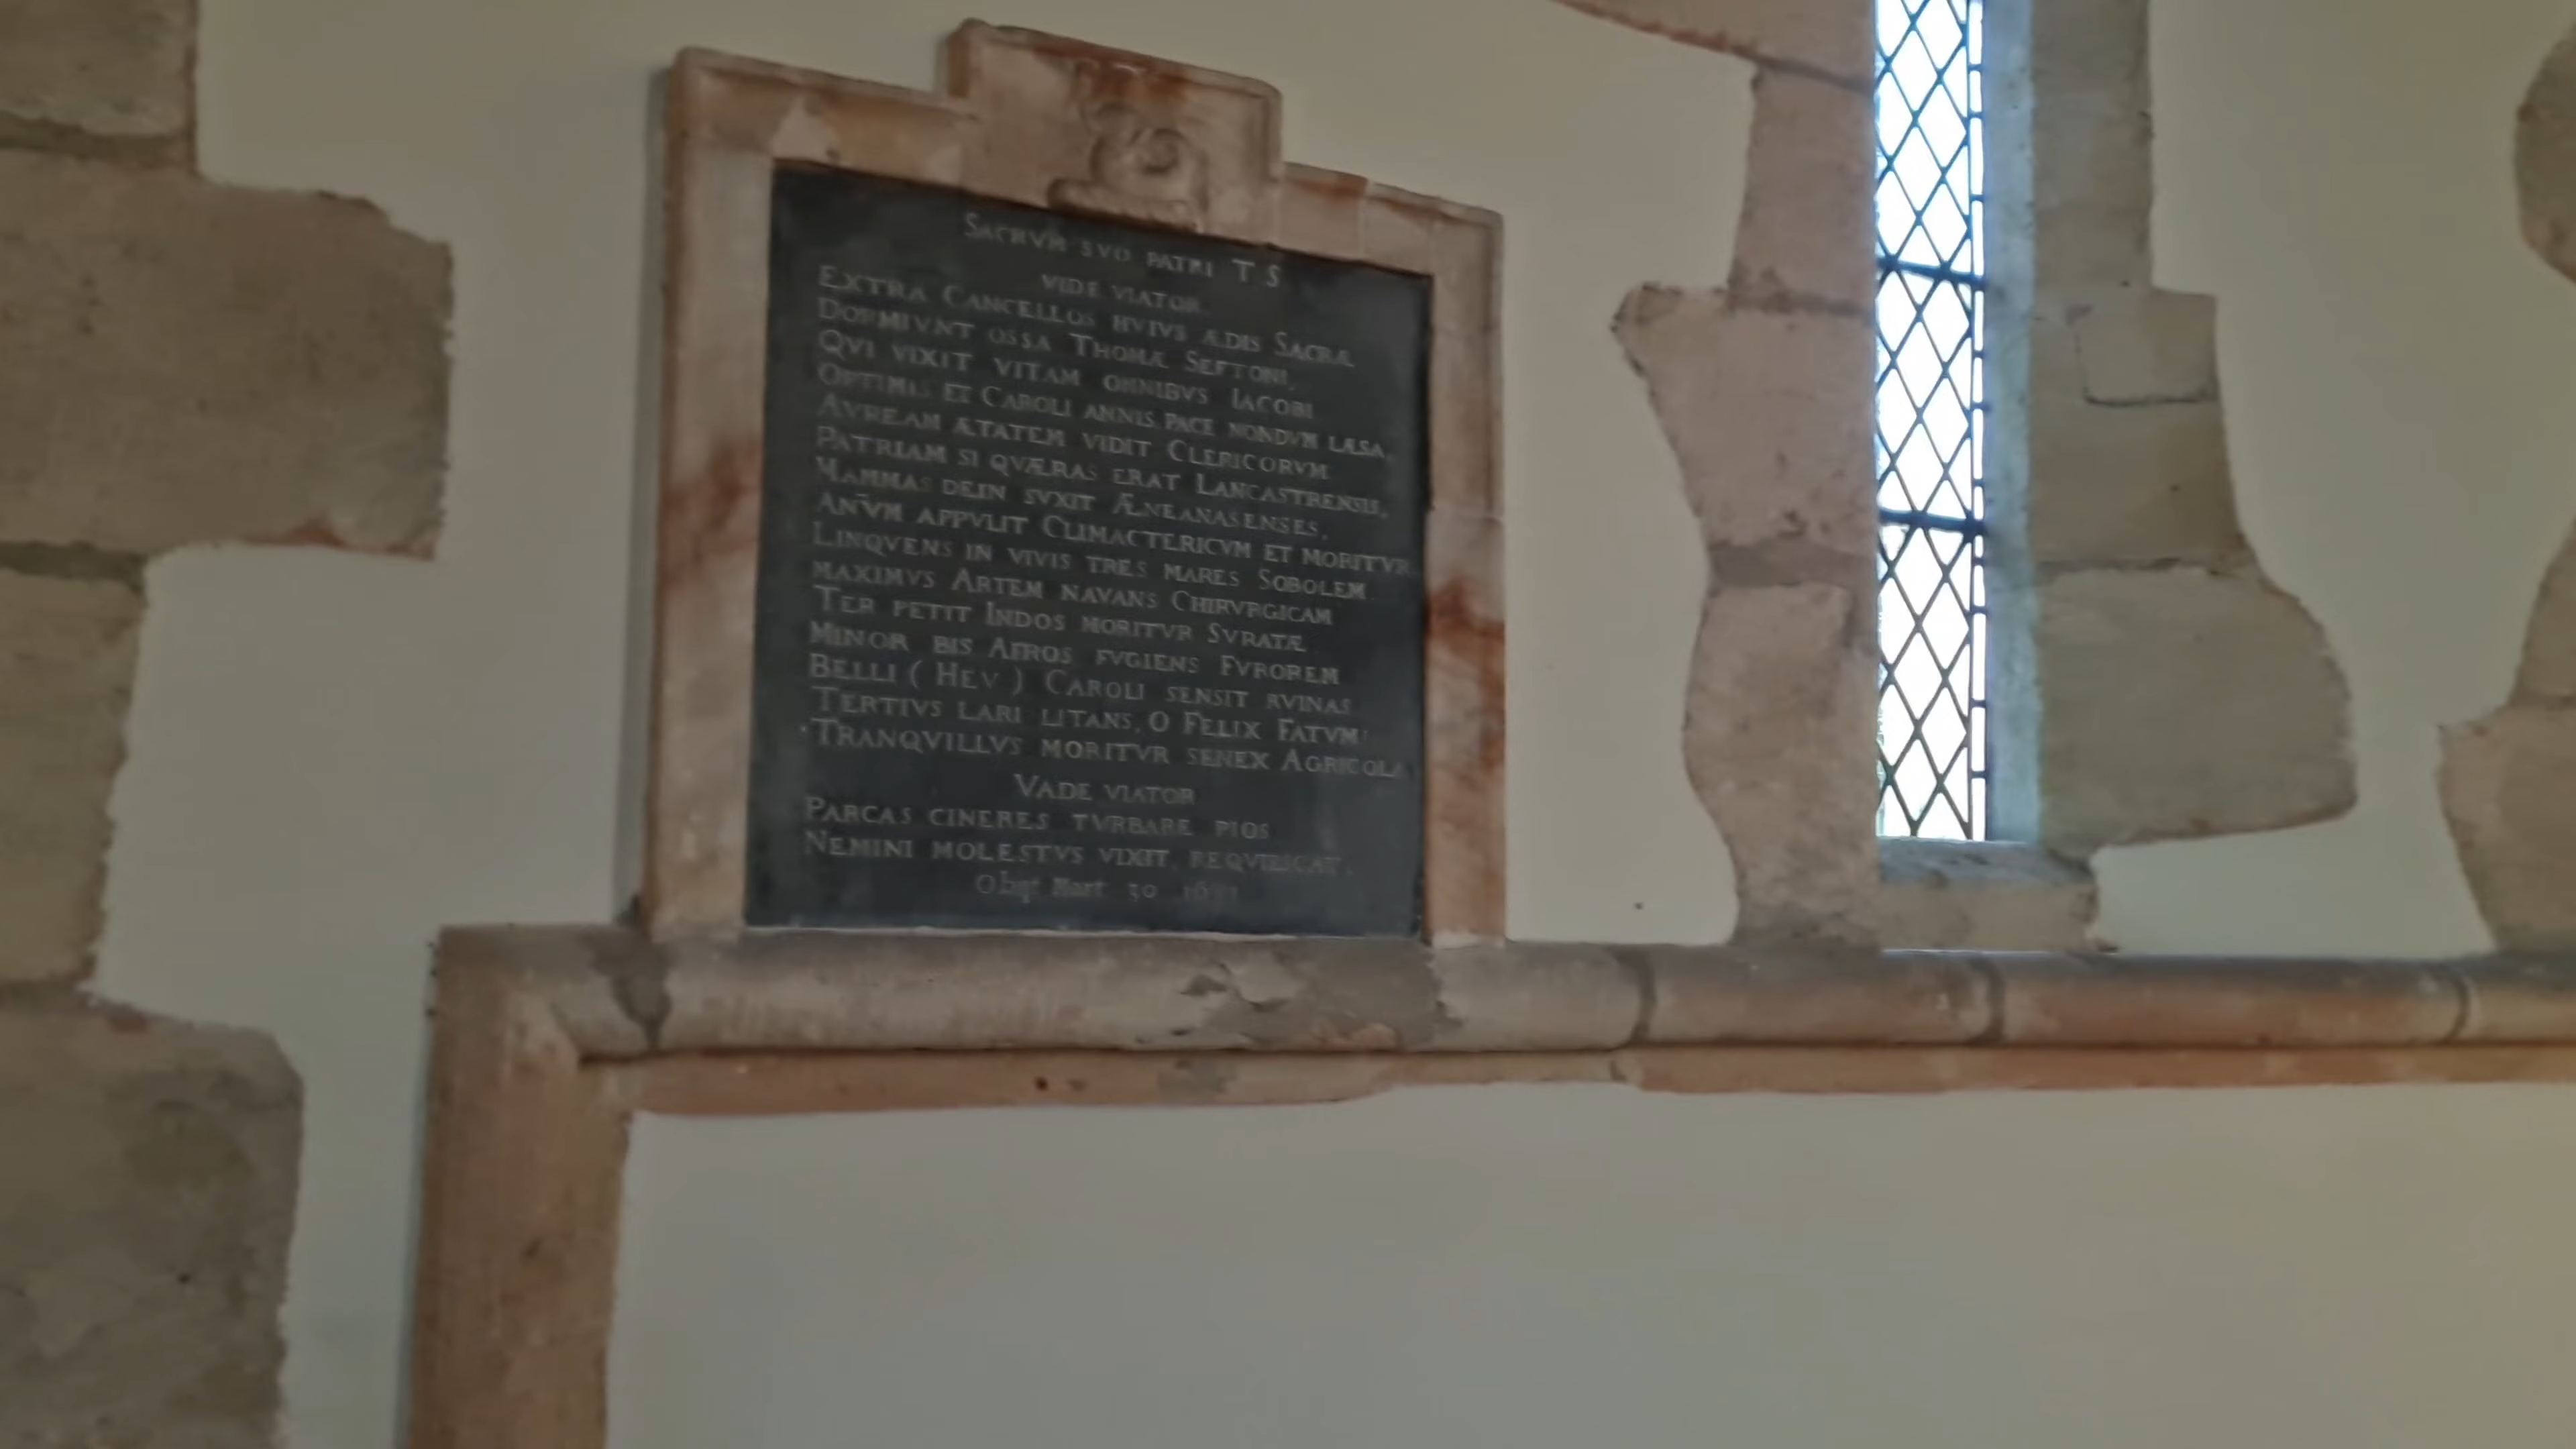 SACRVM SVO PATRI T S
VIDE VIATOR
EXTRA CANCELLOS HVIVS ÆDIS SACRÆ
DORMIVNT OSSA THOMÆ SEFTONI,
QVI VIXIT VITAM OMNIBVS IACOBI
OPTIMIS ET CAROLI ANNIS PACE NONDVM LÆSA,
AVREAM ÆTATEM VIDIT CLERICORVM
PATRIAM SI QVÆRAS ERAT LANCASTRENSIS,
MAMMAS DEIN SVXIT ÆNEANASENSES,
AN̄VM APPVLIT CLIMACTERICVM ET MORITVR
LINQVENS IN VIVIS TRES MARES SOBOLEM
MAXIMVS ARTEM NAVANS CHIRVRGICAM
TER PETIT INDOS MORITVR SVRATÆ.
MINOR BIS AFROS FVGIENS FVROREM
BELLI ( HEV ) CAROLI SENSIT RVINAS
TERTIVS LARI LITANS, O FELIX FATVM!
TRANQVILLVS MORITVR SENEX AGRICOLA
VADE VIATOR
PARCAS CINERES TVRBARE PIOS
NEMINI MOLESTVS VIXIT, REQVIESCAT,
Mart 30